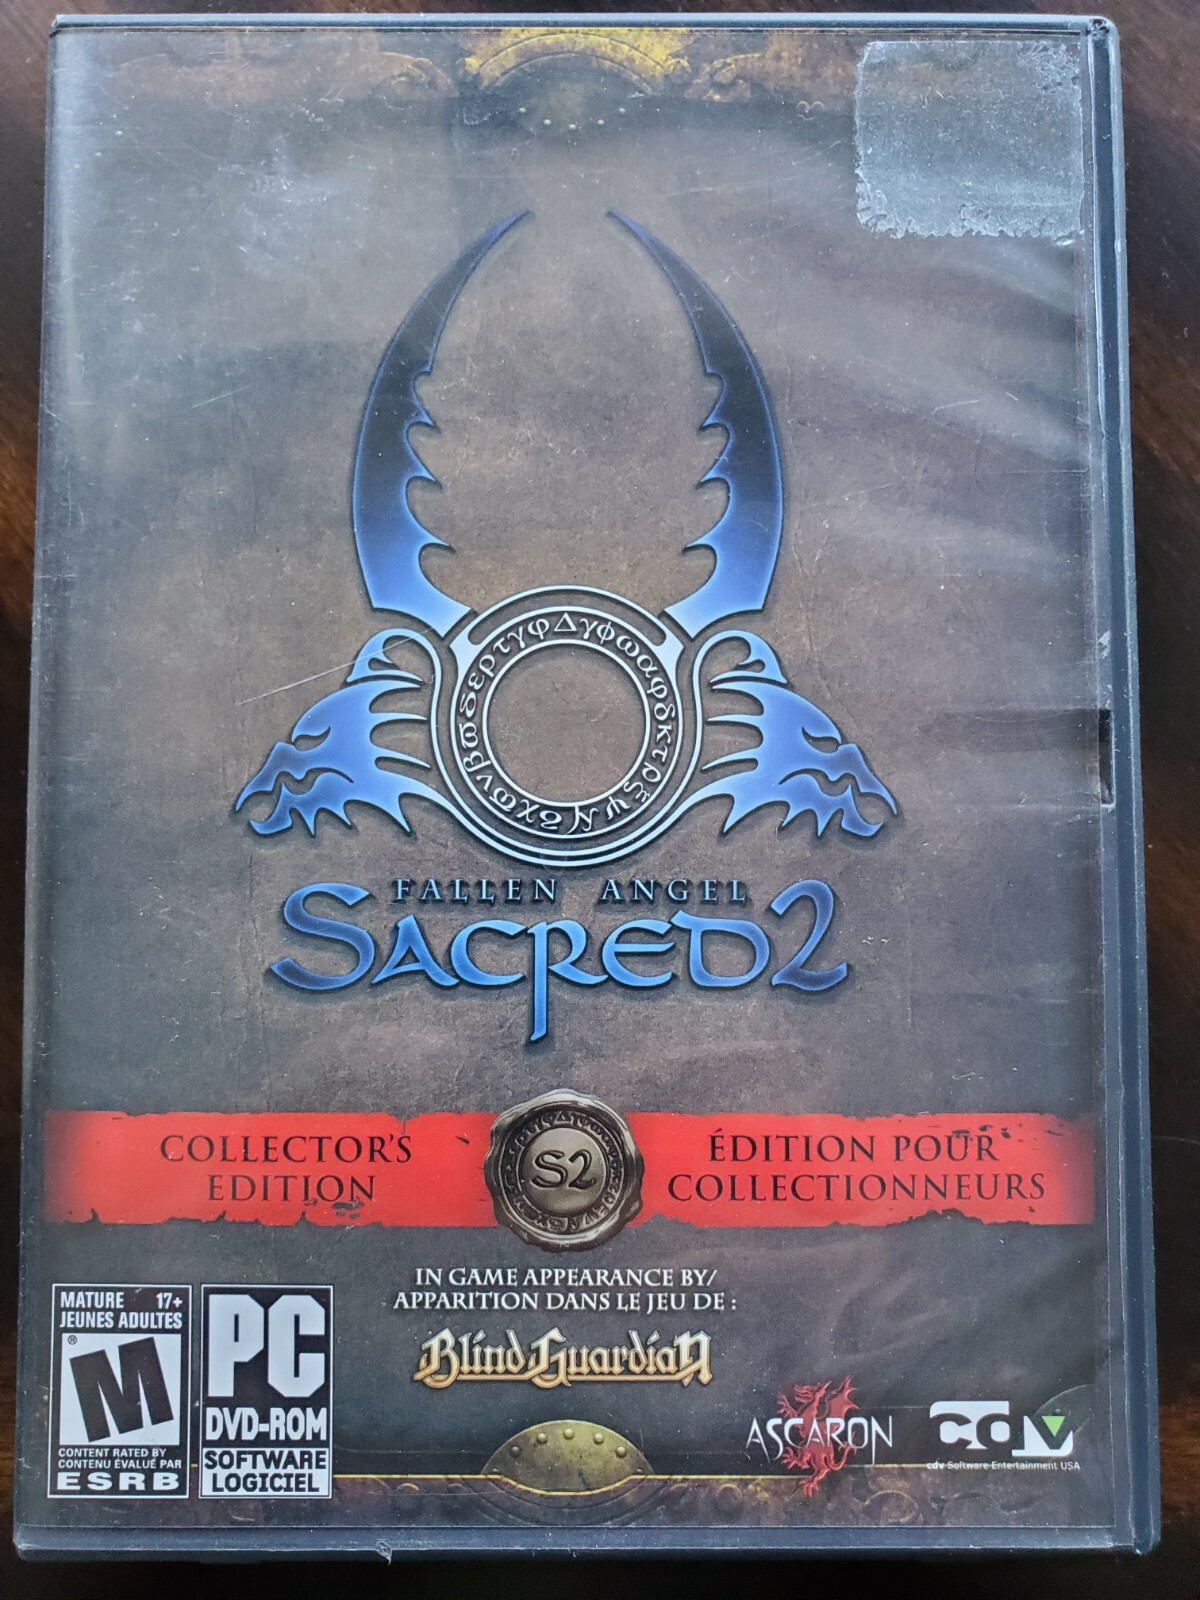 FALLEN ANGEL
SACRED 2
COLLECTOR'S
EDITION
S2
ÉDITION POUR
COLLECTIONNEURS
IN GAME APPEARANCE BY/
APPARITION DANS LE JEU DE :
Blind Guardian
MATURE 17+
JEUNES ADULTES
M
CONTENT RATED BY
CONTENU ÉVALUÉ PAR
ESRB
PC
DVD-ROM
SOFTWARE
LOGICIEL
ASCARON
cdv
cdv Software Entertainment USA